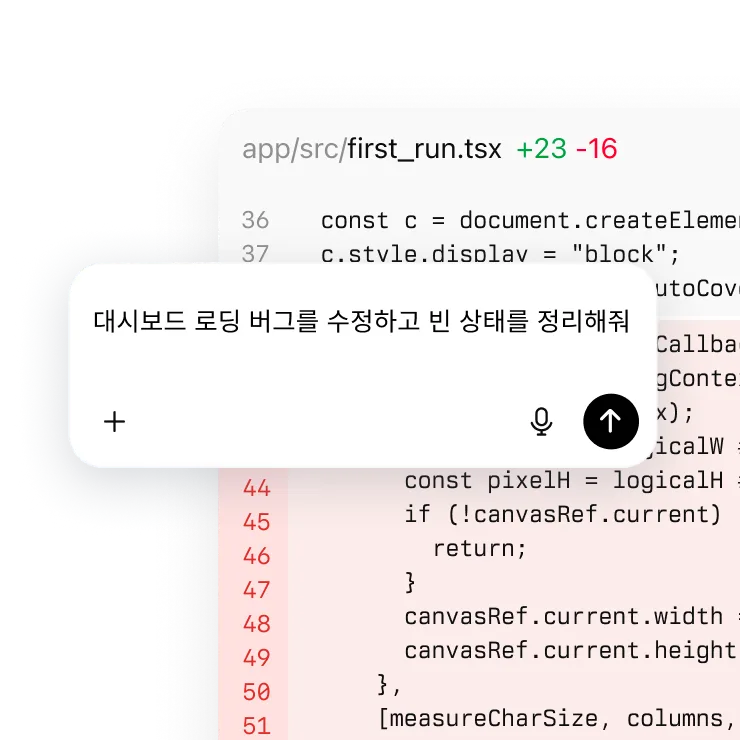 app/src/first_run.tsx +23 -16
36 const c = document.createEleme
37 c.style.display = "block";
utoCov
대시보드 로딩 버그를 수정하고 빈 상태를 정리해줘
Callba
gContex
x);
gicalW =
44 const pixelH = logicalH =
45 if (!canvasRef.current)
46 return;
47 }
48 canvasRef.current.width =
49 canvasRef.current.height
50 },
51 [measureCharSize, columns,